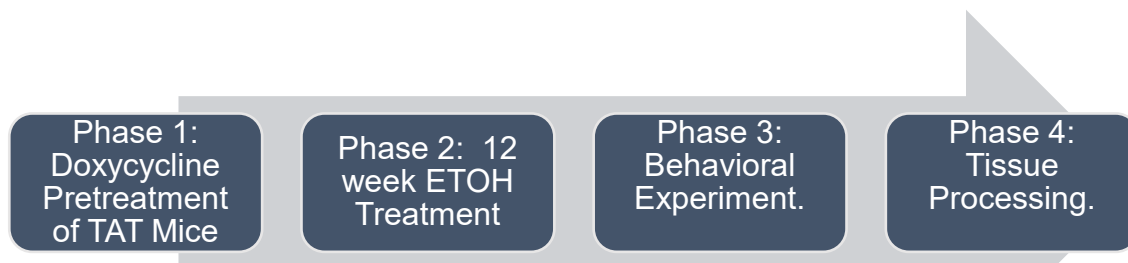 Phase 1:
Doxycycline
Pretreatment
of TAT Mice
Phase 2:  12
week ETOH
Treatment
Phase 3:
Behavioral
Experiment.
Phase 4:
Tissue
Processing.